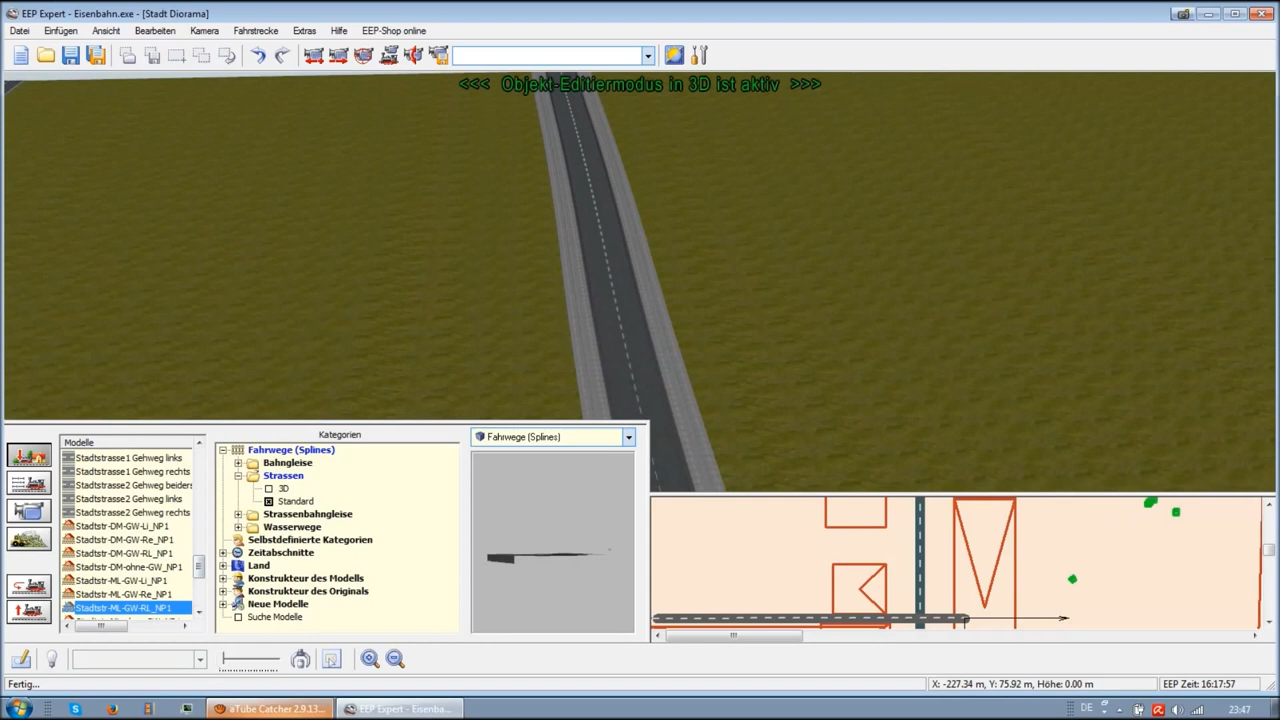 EEP Expert - Eisenbahn.exe - [Stadt Diorama]
Datei Einfügen Ansicht Bearbeiten Kamera Fahrstrecke Extras Hilfe EEP-Shop online
<<< Objekt-Editiermodus in 3D ist aktiv >>>
Modelle
Stadtstrasse1 Gehweg links
Stadtstrasse1 Gehweg rechts
Stadtstrasse2 Gehweg beiders
Stadtstrasse2 Gehweg links
Stadtstrasse2 Gehweg rechts
Stadtstr-DM-GW-Li_NP1
Stadtstr-DM-GW-Re_NP1
Stadtstr-DM-GW-RL_NP1
Stadtstr-DM-ohne-GW_NP1
Stadtstr-ML-GW-Li_NP1
Stadtstr-ML-GW-Re_NP1
Stadtstr-ML-GW-RL_NP1
Kategorien
Fahrwege (Splines)
Bahngleise
Strassen
3D
Standard
Strassenbahngleise
Wasserwege
Selbstdefinierte Kategorien
Zeitabschnitte
Land
Konstrukteur des Modells
Konstrukteur des Originals
Neue Modelle
Suche Modelle
Fahrwege (Splines)
Fertig...
X: -227.34 m, Y: 75.92 m, Höhe: 0.00 m
EEP Zeit: 16:17:57
aTube Catcher 2.9.13...
EEP Expert - Eisenba...
DE
23:47